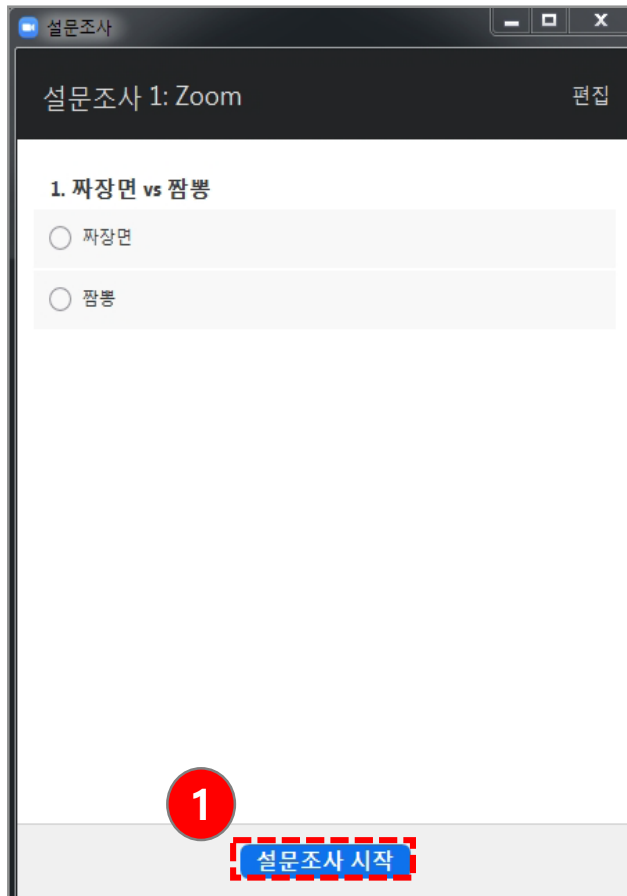 설문조사
설문조사 1: Zoom
편집
1. 짜장면 vs 짬뽕
짜장면
짬뽕
1
설문조사 시작